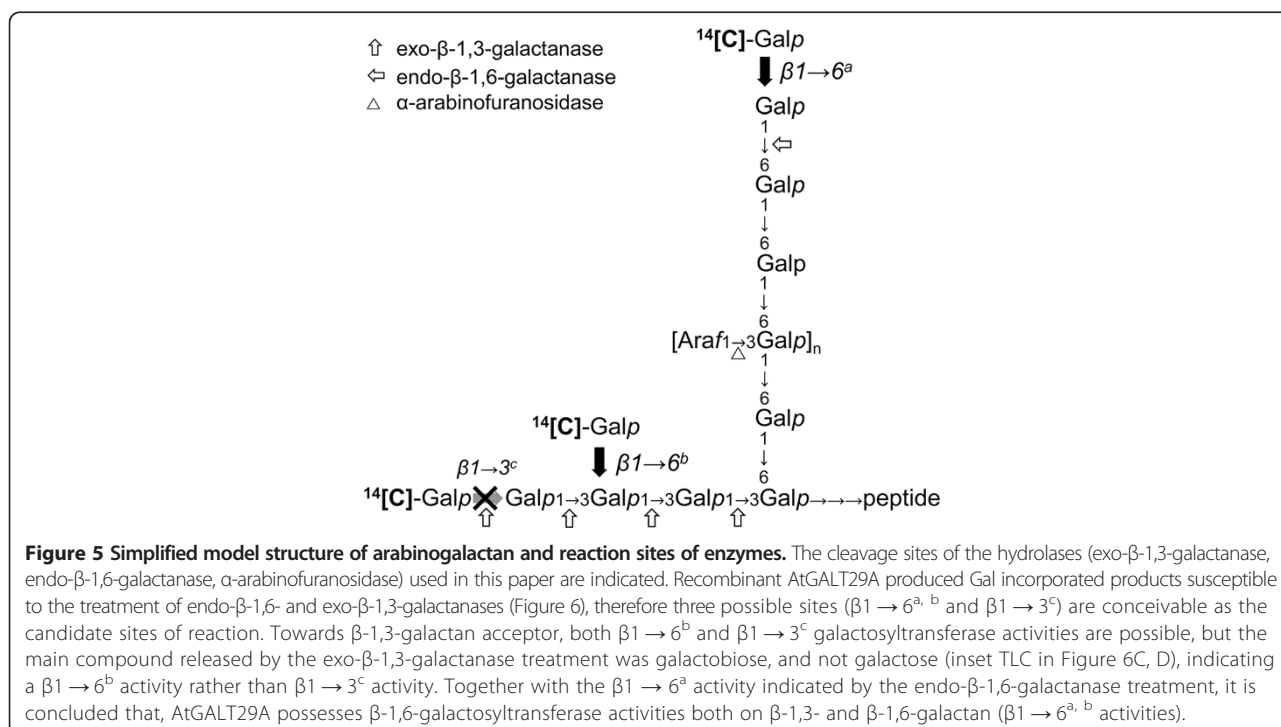 ⇧ exo-β-1,3-galactanase
⇦ endo-β-1,6-galactanase
△ α-arabinofuranosidase
¹⁴[C]-Galp
β1→6ᵃ
Galp
1
↓
6
Galp
1
↓
6
Galp
1
↓
6
[Araf1→3Galp]ₙ
1
↓
6
Galp
1
↓
6
¹⁴[C]-Galp
β1→6ᵇ
β1→3ᶜ
¹⁴[C]-Galp Galp1→3Galp1→3Galp1→3Galp→→→peptide
Figure 5 Simplified model structure of arabinogalactan and reaction sites of enzymes. The cleavage sites of the hydrolases (exo-β-1,3-galactanase,
endo-β-1,6-galactanase, α-arabinofuranosidase) used in this paper are indicated. Recombinant AtGALT29A produced Gal incorporated products susceptible
to the treatment of endo-β-1,6- and exo-β-1,3-galactanases (Figure 6), therefore three possible sites (β1 → 6ᵃ, ᵇ and β1 → 3ᶜ) are conceivable as the
candidate sites of reaction. Towards β-1,3-galactan acceptor, both β1 → 6ᵇ and β1 → 3ᶜ galactosyltransferase activities are possible, but the
main compound released by the exo-β-1,3-galactanase treatment was galactobiose, and not galactose (inset TLC in Figure 6C, D), indicating
a β1 → 6ᵇ activity rather than β1 → 3ᶜ activity. Together with the β1 → 6ᵃ activity indicated by the endo-β-1,6-galactanase treatment, it is
concluded that, AtGALT29A possesses β-1,6-galactosyltransferase activities both on β-1,3- and β-1,6-galactan (β1 → 6ᵃ, ᵇ activities).